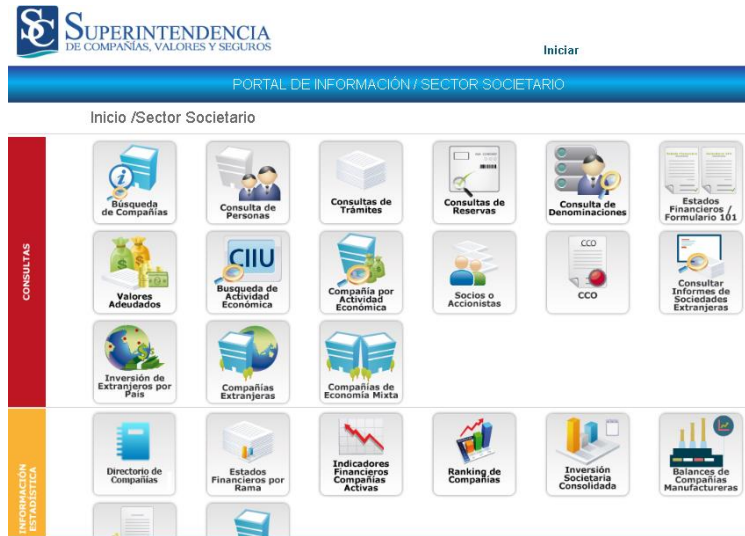 SUPERINTENDENCIA
DE COMPAÑÍAS, VALORES Y SEGUROS
Iniciar
PORTAL DE INFORMACIÓN / SECTOR SOCIETARIO
Inicio /Sector Societario
CONSULTAS
Búsqueda
de Compañías
Consulta de
Personas
Consultas de
Trámites
Consultas de
Reservas
Consulta de
Denominaciones
Estados
Financieros /
Formulario 101
Valores
Adeudados
CIIU
Busqueda de
Actividad
Económica
Compañía por
Actividad
Económica
Socios o
Accionistas
CCO
CCO
Consultar
Informes de
Sociedades
Extranjeras
Inversión de
Extranjeros por
País
Compañías
Extranjeras
Compañías de
Economía Mixta
INFORMACIÓN
ESTADÍSTICA
Directorio de
Compañías
Estados
Financieros por
Rama
Indicadores
Financieros
Compañías
Activas
Ranking de
Compañías
Inversión
Societaria
Consolidada
Balances de
Compañías
Manufactureras